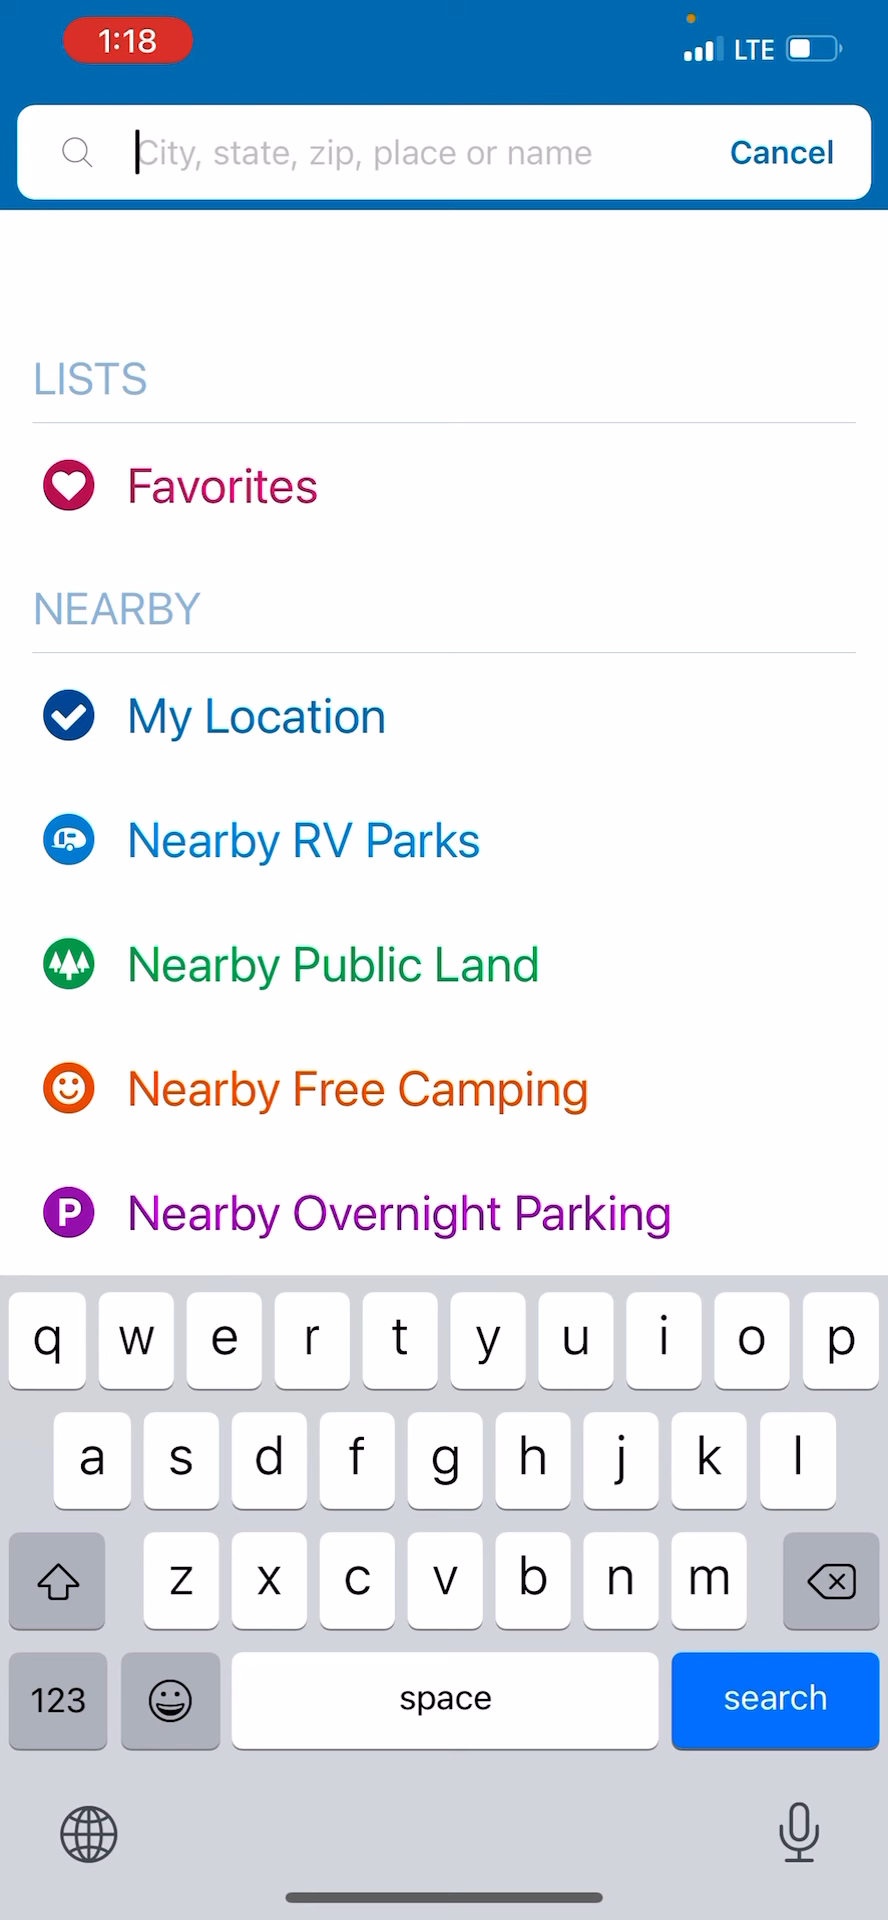 1:18
LTE
City, state, zip, place or name
Cancel
LISTS
Favorites
NEARBY
My Location
Nearby RV Parks
Nearby Public Land
Nearby Free Camping
P Nearby Overnight Parking
q w e r t y u i o p
a s d f g h j k l
z x c v b n m
123 space search